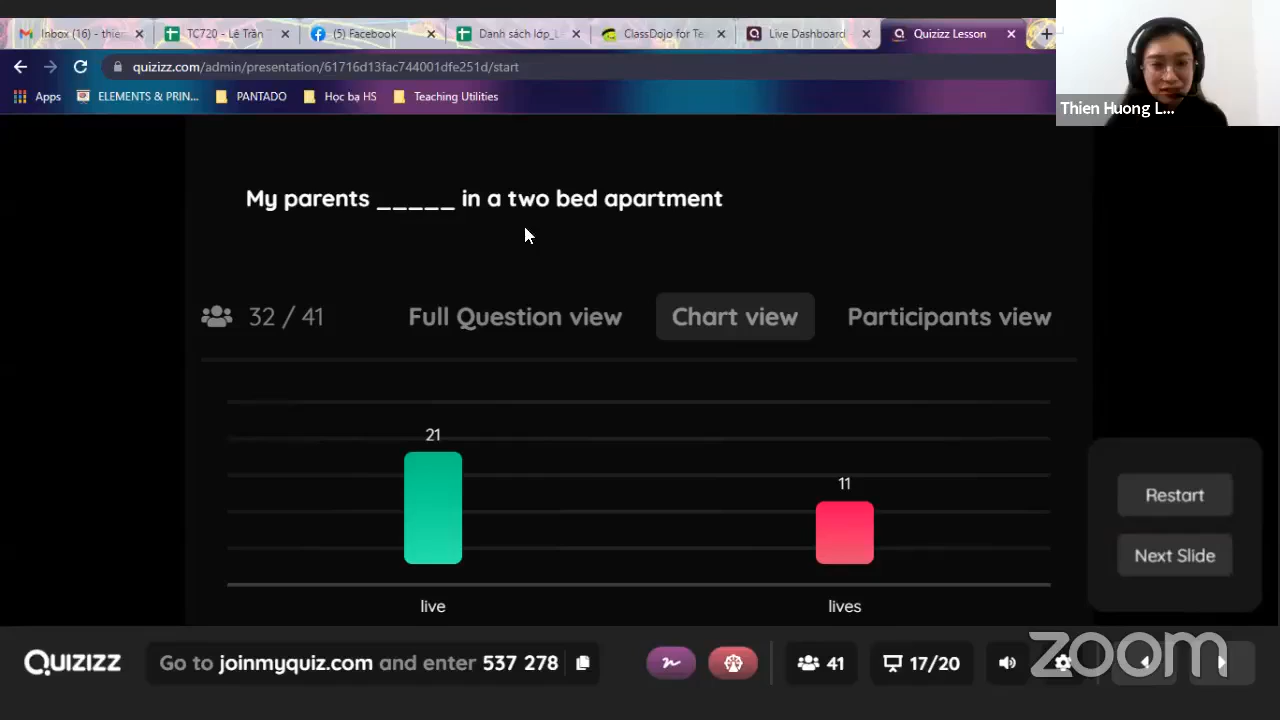 Inbox (16) - thien
TC720 - Lê Trần T
(5) Facebook
Danh sách lớp_L
ClassDojo for Te
Live Dashboard
Quizizz Lesson
quizizz.com/admin/presentation/61716d13fac744001dfe251d/start
Apps
ELEMENTS & PRIN...
PANTADO
Học bạ HS
Teaching Utilities
Thien Huong L...
My parents _____ in a two bed apartment
32 / 41
Full Question view
Chart view
Participants view
21
11
live
lives
Restart
Next Slide
QUIZIZZ
Go to joinmyquiz.com and enter 537 278
41
17/20
zoom